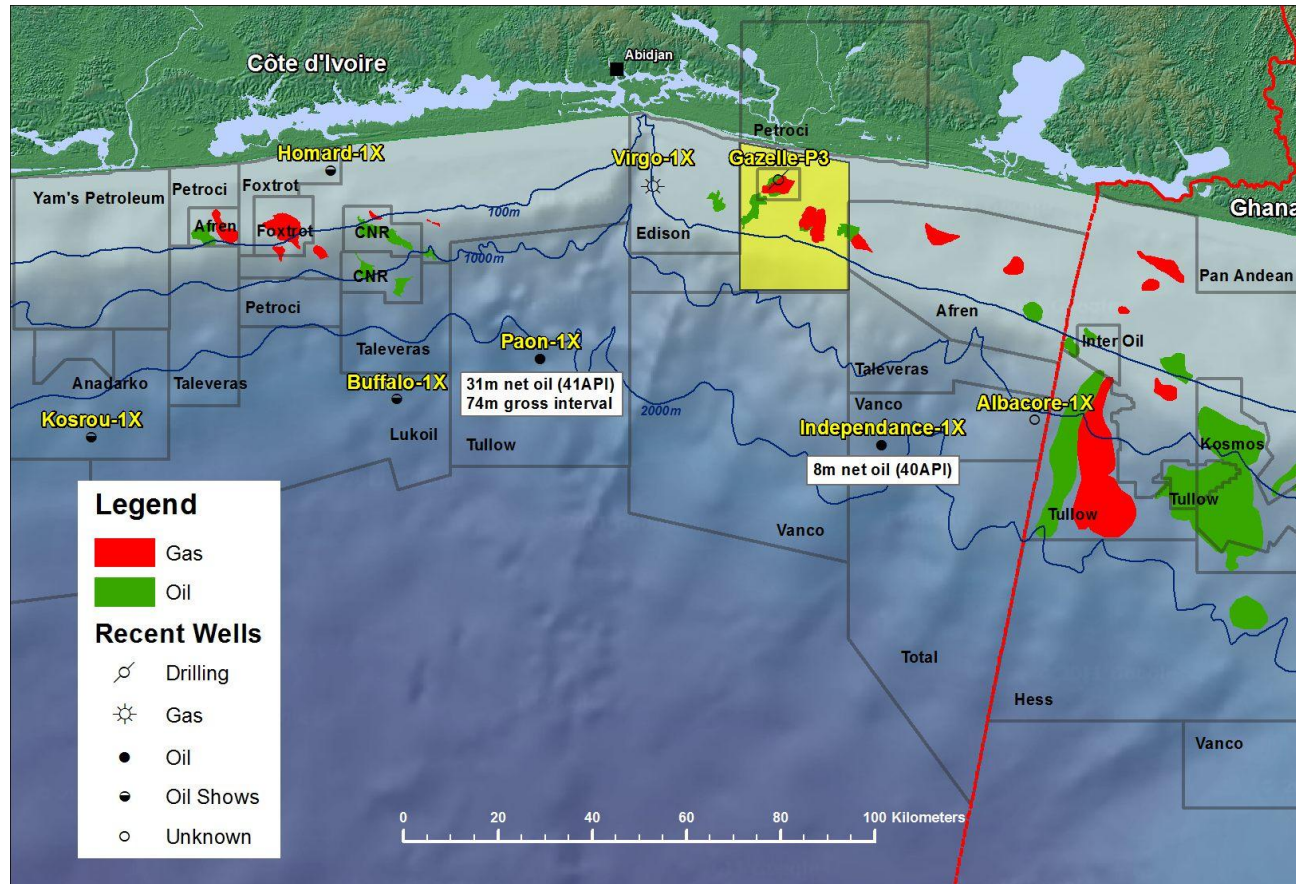 Côte d'Ivoire
Abidjan
Petroci
Homard-1X
Virgo-1X
Gazelle-P3
Yam's Petroleum
Petroci
Foxtrot
Afren
Foxtrot
CNR
100m
Edison
Ghana
Pan Andean
1000m
CNR
Petroci
Afren
Inter Oil
Anadarko
Taleveras
Taleveras
Paon-1X
Taleveras
Buffalo-1X
31m net oil (41API)
74m gross interval
2000m
Vanco
Albacore-1X
Kosrou-1X
Lukoil
Tullow
Independance-1X
8m net oil (40API)
Kosmos
Tullow
Tullow
Vanco
Total
Hess
Vanco
Legend
Gas
Oil
Recent Wells
Drilling
Gas
Oil
Oil Shows
Unknown
0 20 40 60 80 100 Kilometers